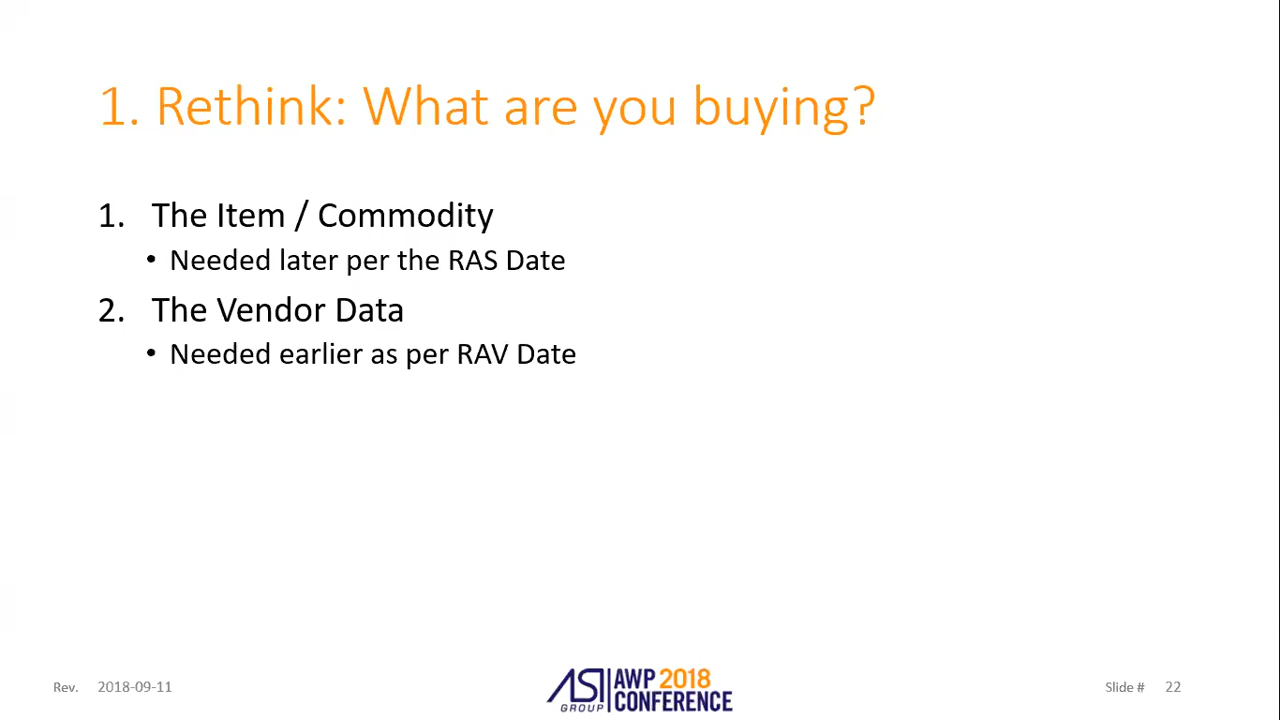 1. Rethink: What are you buying?
1. The Item / Commodity
• Needed later per the RAS Date
2. The Vendor Data
• Needed earlier as per RAV Date
Rev. 2018-09-11
ASI GROUP
AWP 2018
CONFERENCE
Slide # 22